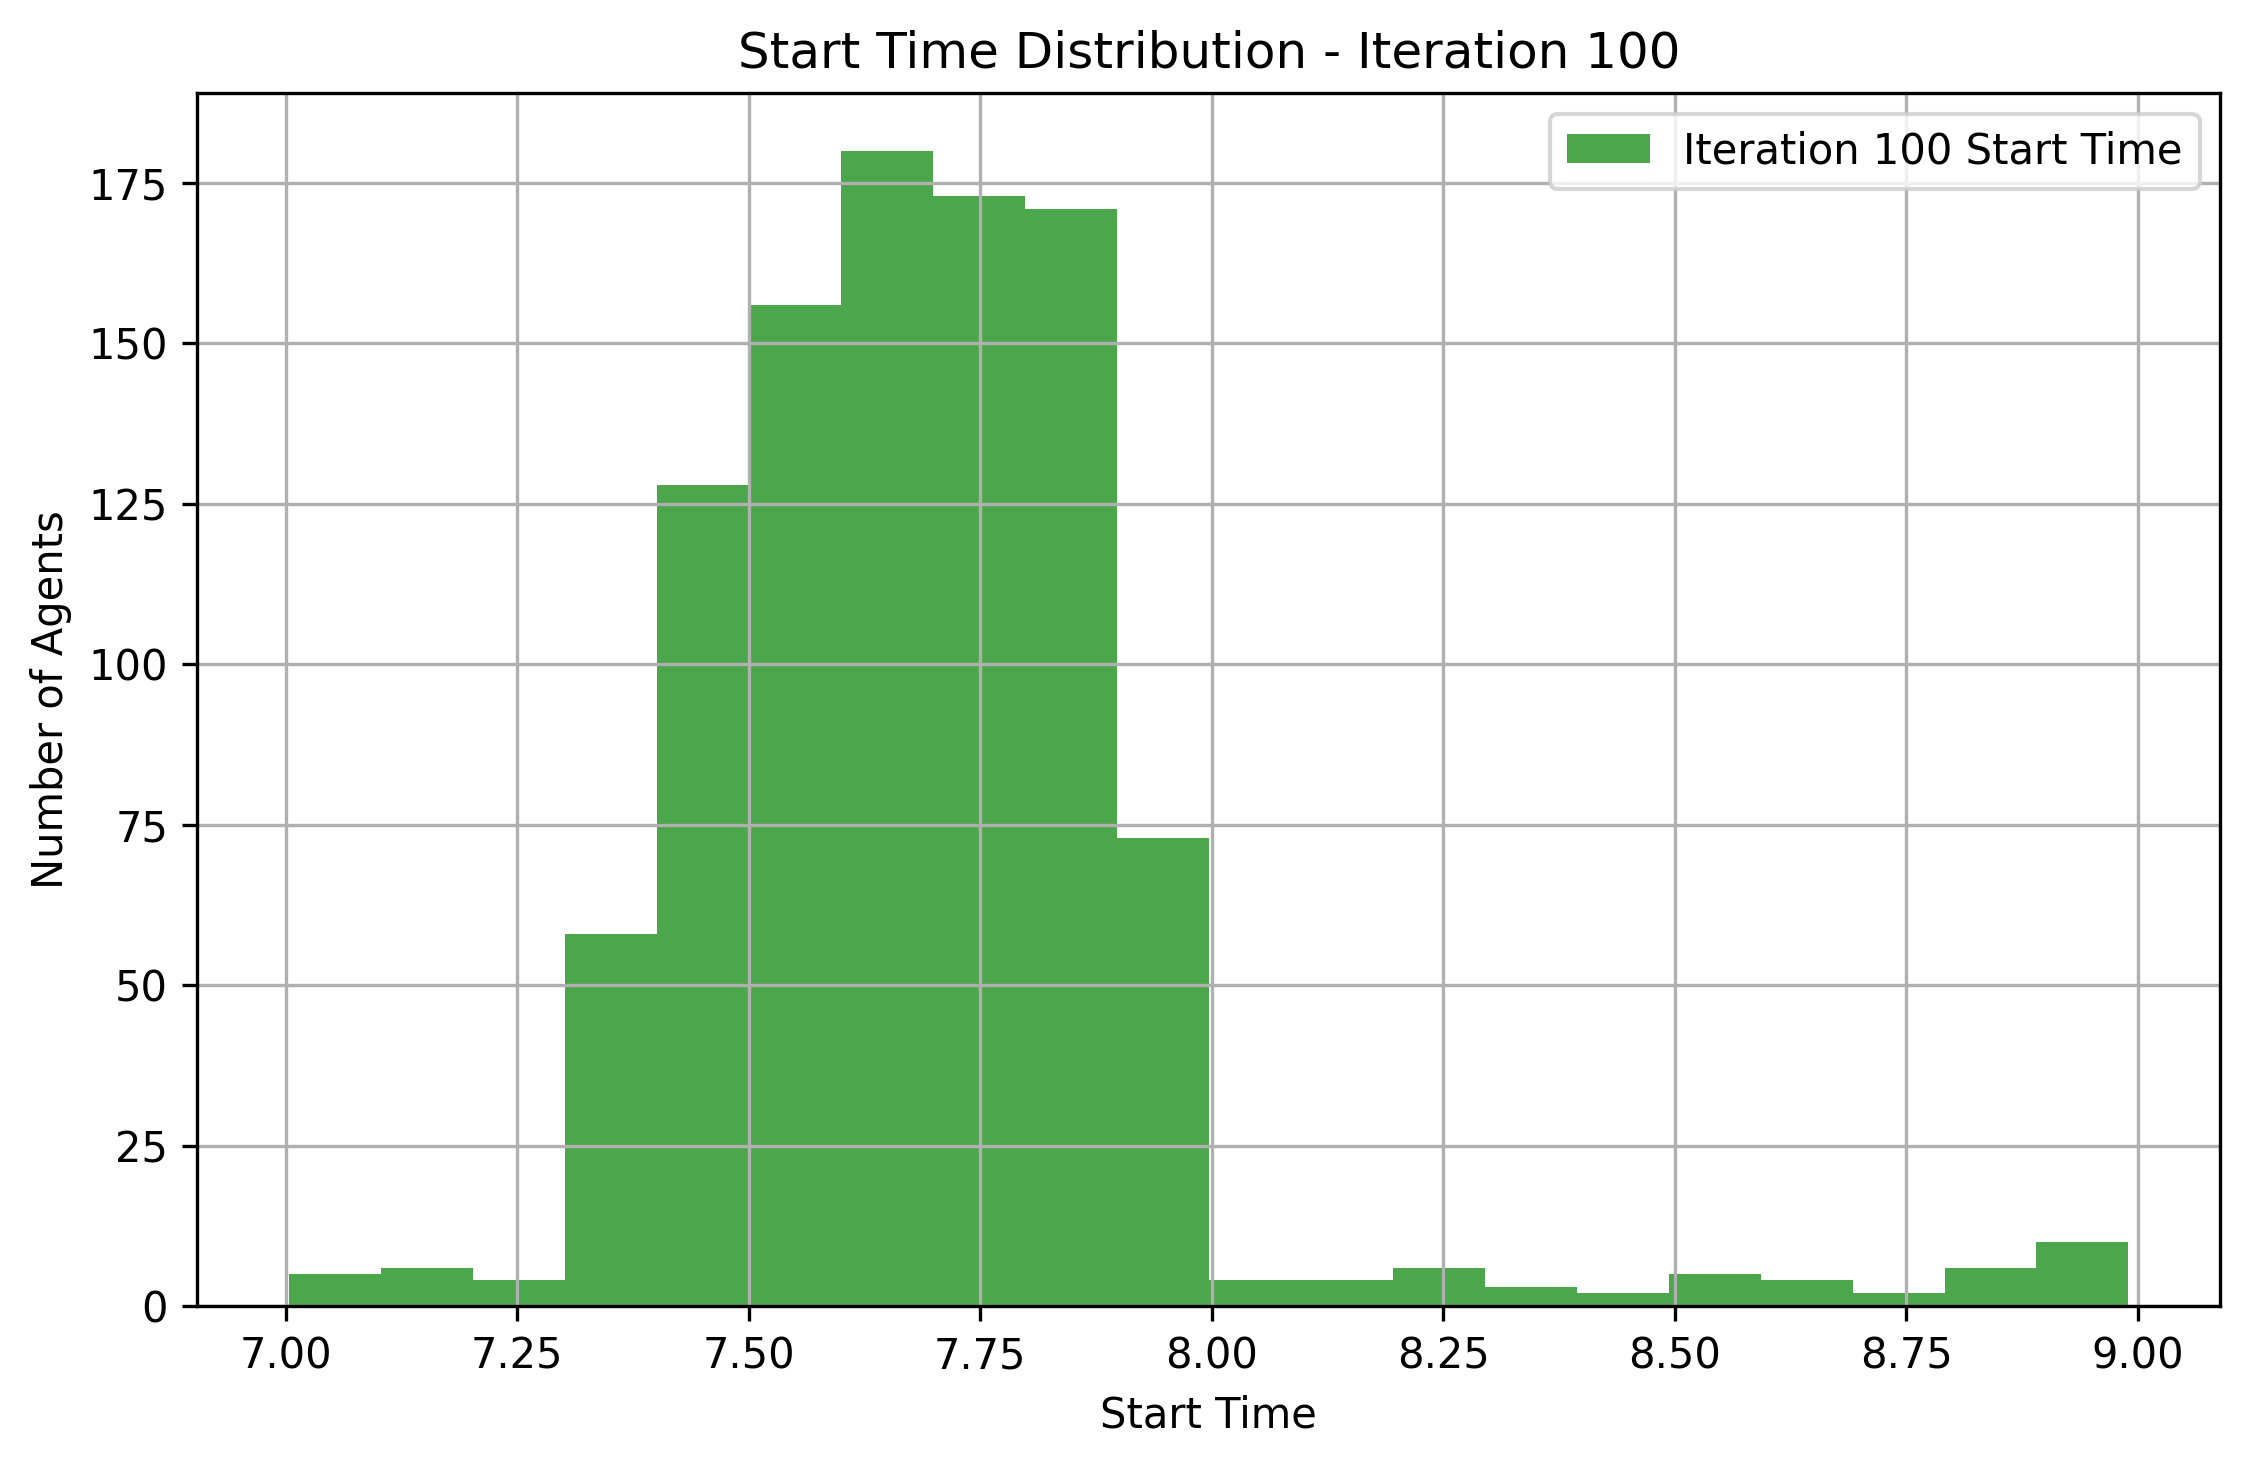 Start Time Distribution - Iteration 100
Iteration 100 Start Time
Number of Agents
175
150
125
100
75
50
25
0
7.00 7.25 7.50 7.75 8.00 8.25 8.50 8.75 9.00
Start Time